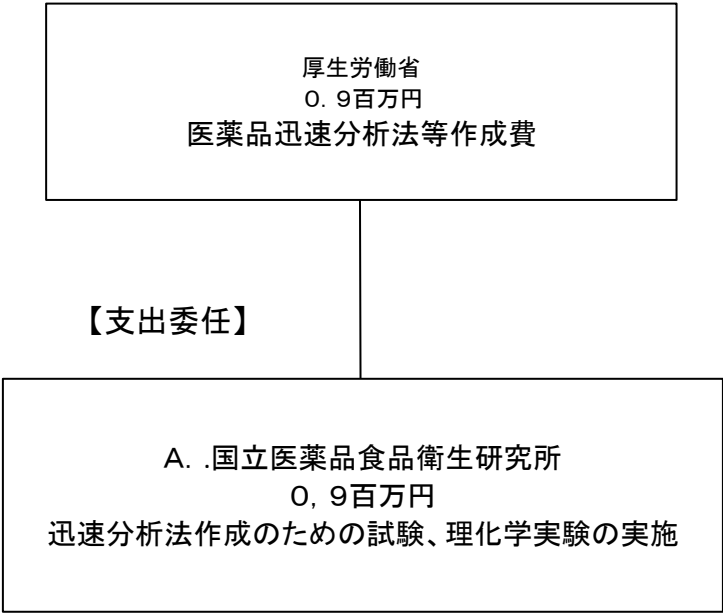 厚生労働省
０．９百万円
医薬品迅速分析法等作成費
【支出委任】
Ａ．．国立医薬品食品衛生研究所
０，９百万円
迅速分析法作成のための試験、理化学実験の実施